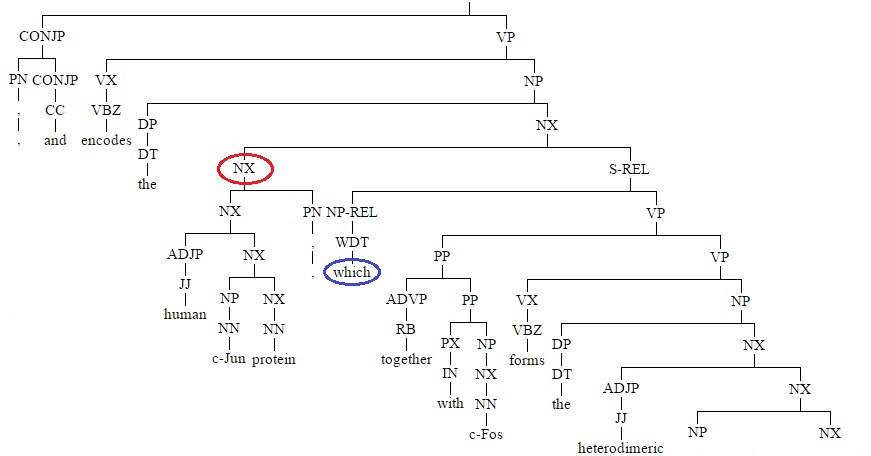 CONJP VP
PN CONJP VX NP
, CC VBZ DP NX
, and encodes DT NX S-REL
the NX PN NP-REL VP
ADJP NX , WDT PP VP
JJ NP NX , which ADVP PP VX NP
human NN NN RB PX NP VBZ DP NX
c-Jun protein together IN NX forms DT ADJP NX
with NN the JJ NP NX
c-Fos heterodimeric